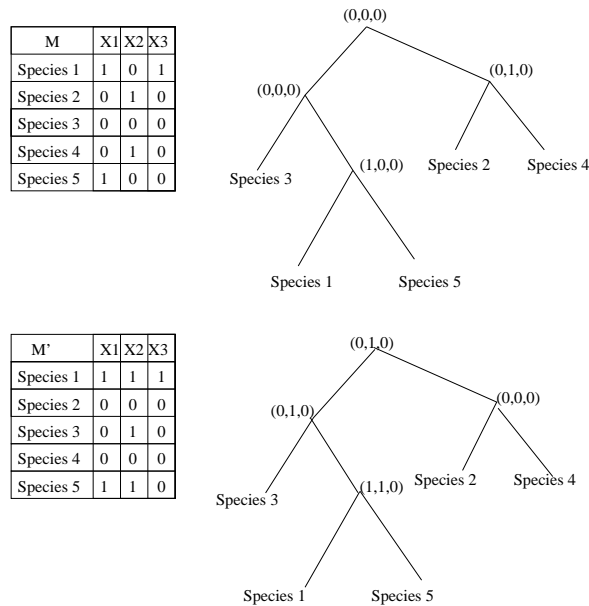 M X1 X2 X3
Species 1 1 0 1
Species 2 0 1 0
Species 3 0 0 0
Species 4 0 1 0
Species 5 1 0 0
(0,0,0)
(0,1,0)
(0,0,0)
Species 2 Species 4
(1,0,0)
Species 3
Species 1 Species 5
M' X1 X2 X3
Species 1 1 1 1
Species 2 0 0 0
Species 3 0 1 0
Species 4 0 0 0
Species 5 1 1 0
(0,1,0)
(0,0,0)
(0,1,0)
Species 2 Species 4
(1,1,0)
Species 3
Species 1 Species 5